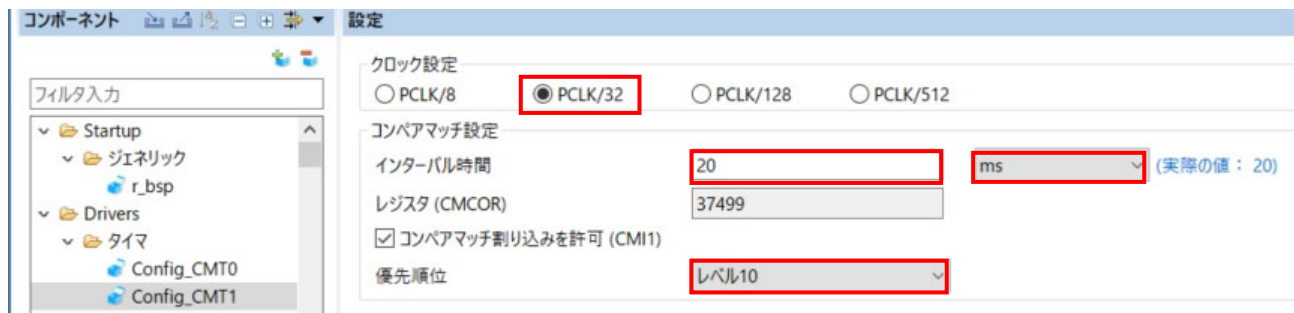 コンポーネント
設定
フィルタ入力
Startup
ジェネリック
r_bsp
Drivers
タイマ
Config_CMT0
Config_CMT1
クロック設定
PCLK/8 PCLK/32 PCLK/128 PCLK/512
コンペアマッチ設定
インターバル時間 20 ms (実際の値： 20)
レジスタ (CMCOR) 37499
コンペアマッチ割り込みを許可 (CMI1)
優先順位 レベル10